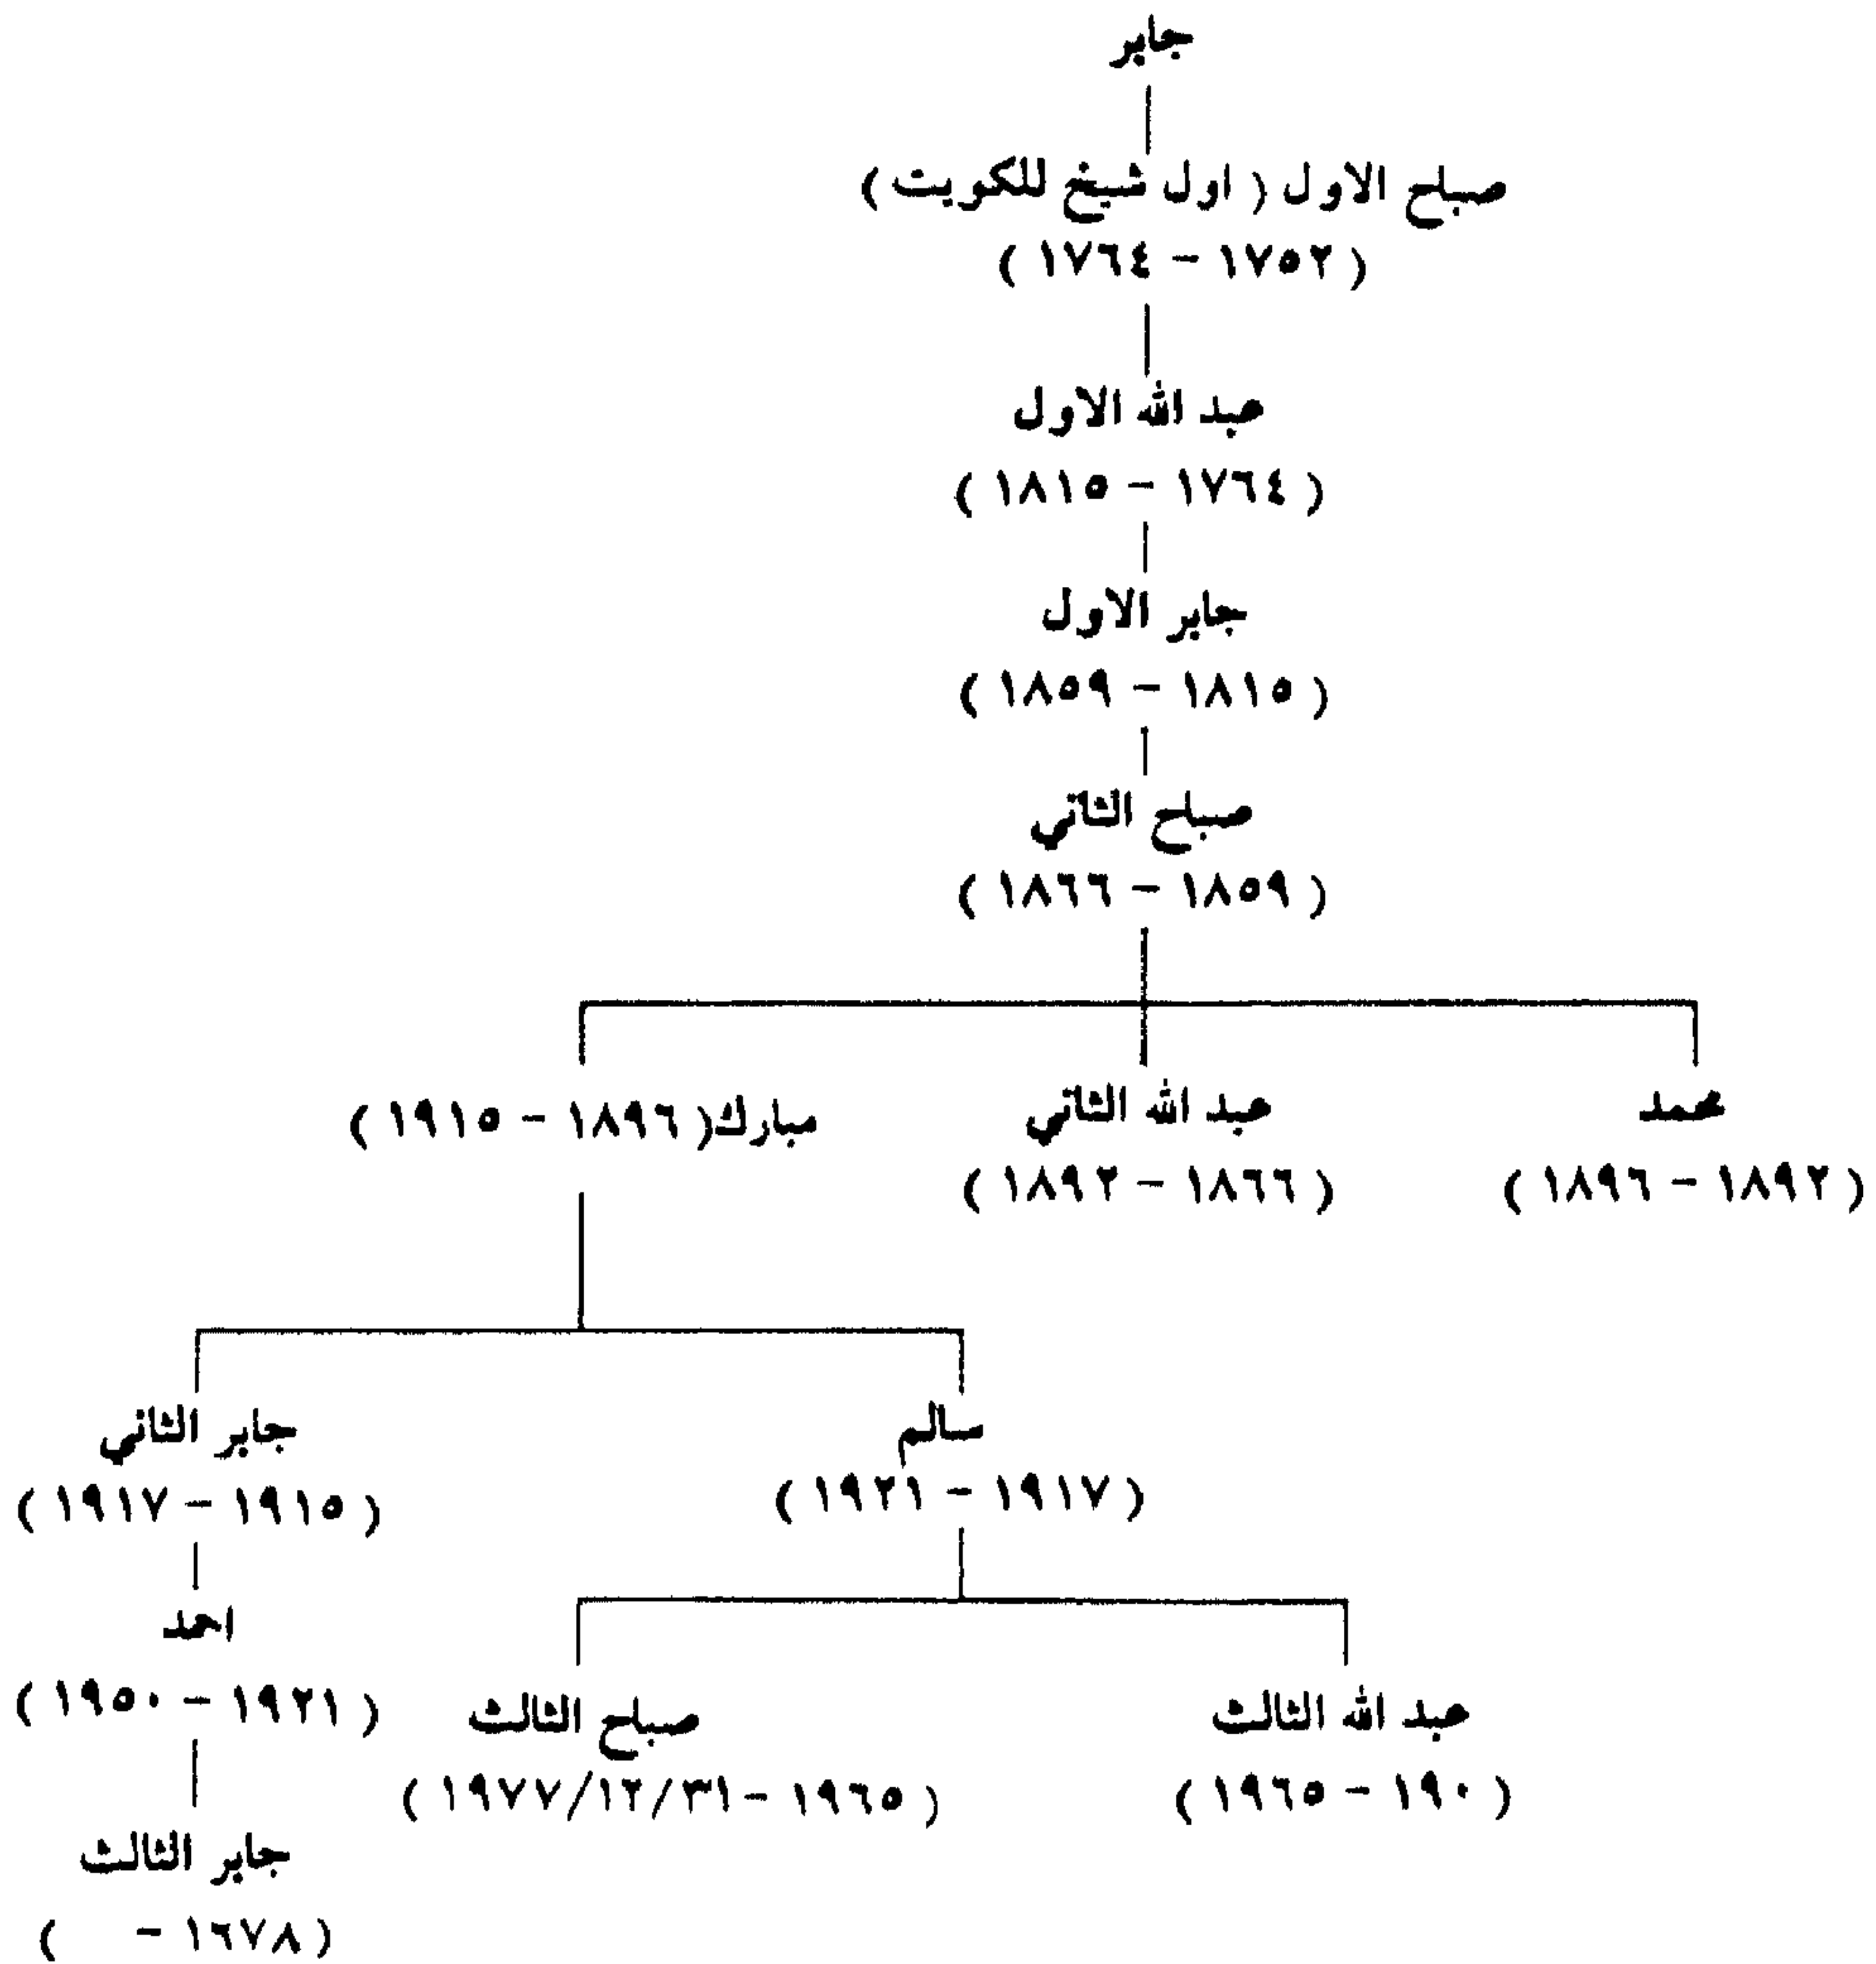 جابر
صباح الاول ( اول شيخ للكويت )
( ١٧٥٢ - ١٧٦٤ )
عبد الله الاول
( ١٧٦٤ - ١٨١٥ )
جابر الاول
( ١٨١٥ - ١٨٥٩ )
صباح الثاني
( ١٨٥٩ - ١٨٦٦ )
محمد
( ١٨٩٢ - ١٨٩٦ )
عبد الله الثاني
( ١٨٦٦ - ١٨٩٢ )
مبارك ( ١٨٩٦ - ١٩١٥ )
سالم
( ١٩١٧ - ١٩٢١ )
جابر الثاني
( ١٩١٥ - ١٩١٧ )
احمد
( ١٩٢١ - ١٩٥٠ )
عبد الله الثالث
( ١٩٠ - ١٩٦٥ )
صباح الثالث
( ١٩٦٥ - ١٩٧٧/١٢/٣١ )
جابر الثالث
( ١٩٧٨ - )